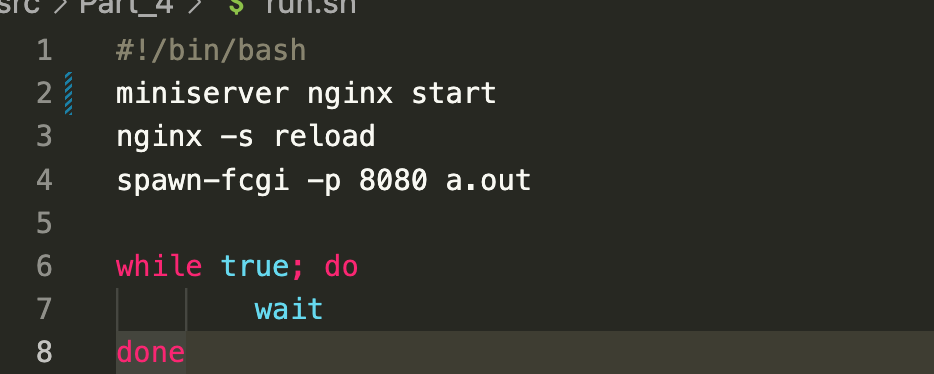 src > Part_4 > $ run.sh
1 #!/bin/bash
2 miniserver nginx start
3 nginx -s reload
4 spawn-fcgi -p 8080 a.out
5
6 while true; do
7 wait
8 done